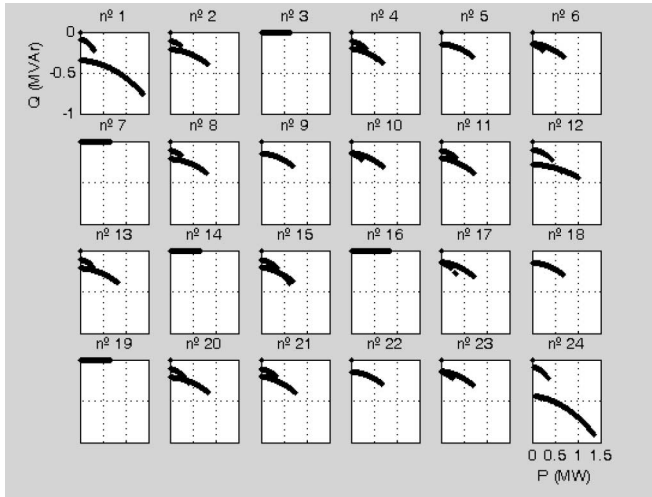 nº 1 nº 2 nº 3 nº 4 nº 5 nº 6
0
-0.5
-1
Q (MVAr)
nº 7 nº 8 nº 9 nº 10 nº 11 nº 12
nº 13 nº 14 nº 15 nº 16 nº 17 nº 18
nº 19 nº 20 nº 21 nº 22 nº 23 nº 24
0 0.5 1 1.5
P (MW)